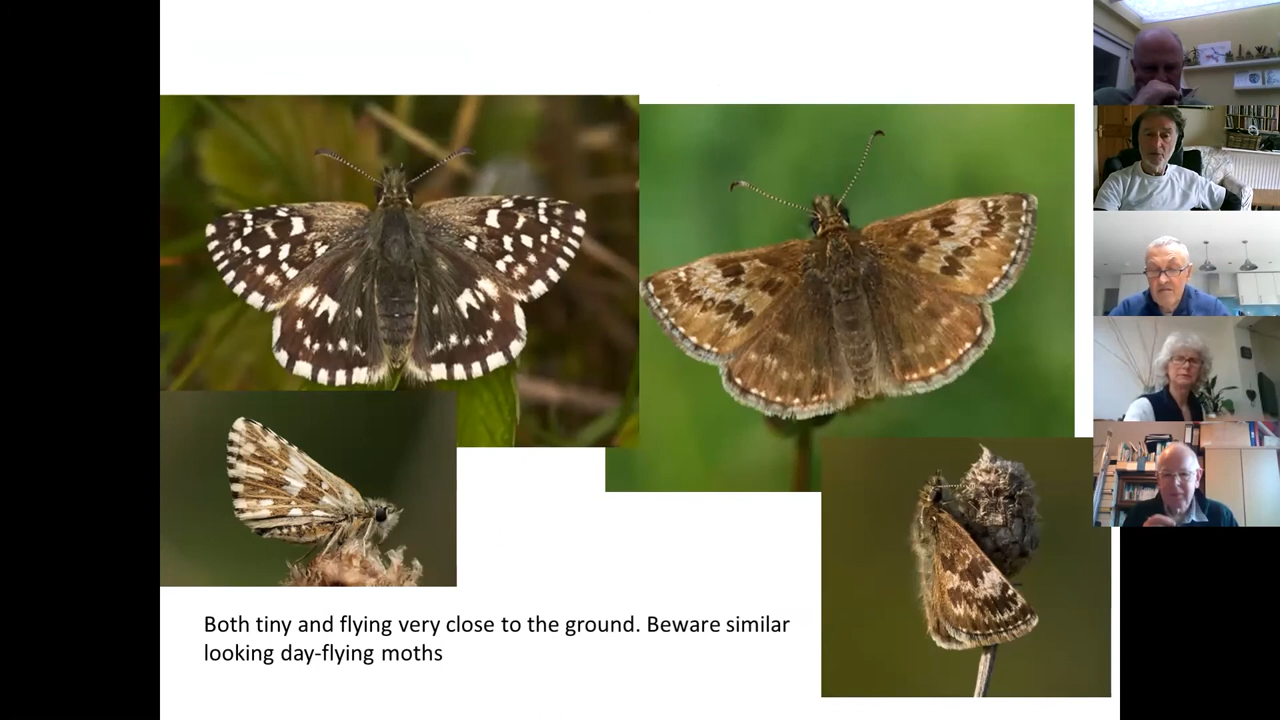 Both tiny and flying very close to the ground. Beware similar
looking day-flying moths